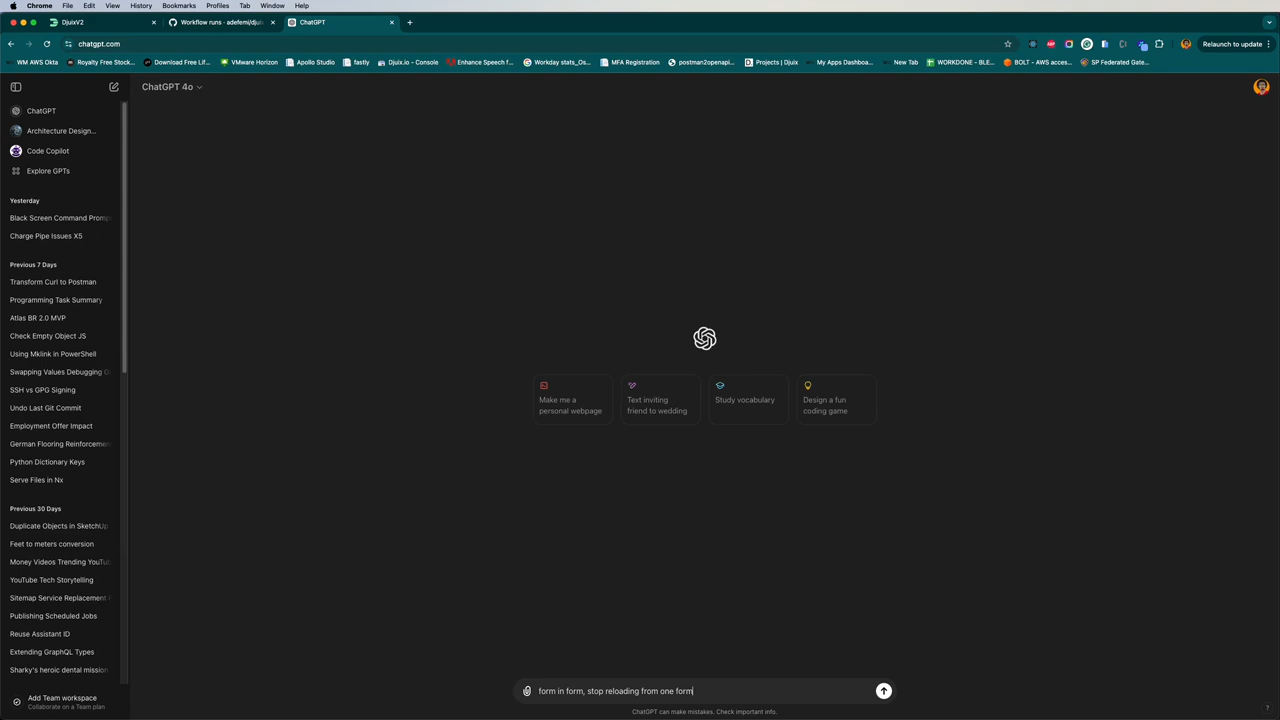 Chrome File Edit View History Bookmarks Profiles Tab Window Help
DjuixV2 Workflow runs - adefemi/djuix ChatGPT
chatgpt.com Relaunch to update
WM AWS Okta Royalty Free Stock... Download Free Lif... VMware Horizon Apollo Studio fastly Djuix.io - Console Enhance Speech f... Workday stats_Os... MFA Registration postman2openapi... Projects | Djuix My Apps Dashboa... New Tab WORKDONE - BLE... BOLT - AWS acces... SP Federated Gate...
ChatGPT 4o
ChatGPT
Architecture Design...
Code Copilot
Explore GPTs
Yesterday
Black Screen Command Promp
Charge Pipe Issues X5
Previous 7 Days
Transform Curl to Postman
Programming Task Summary
Atlas BR 2.0 MVP
Check Empty Object JS
Using Mklink in PowerShell
Swapping Values Debugging
SSH vs GPG Signing
Undo Last Git Commit
Employment Offer Impact
German Flooring Reinforcemen
Python Dictionary Keys
Serve Files in Nx
Previous 30 Days
Duplicate Objects in SketchUp
Feet to meters conversion
Money Videos Trending YouTub
YouTube Tech Storytelling
Sitemap Service Replacement
Publishing Scheduled Jobs
Reuse Assistant ID
Extending GraphQL Types
Sharky's heroic dental mission
Add Team workspace
Collaborate on a Team plan
Make me a
personal webpage
Text inviting
friend to wedding
Study vocabulary
Design a fun
coding game
form in form, stop reloading from one form
ChatGPT can make mistakes. Check important info.
?